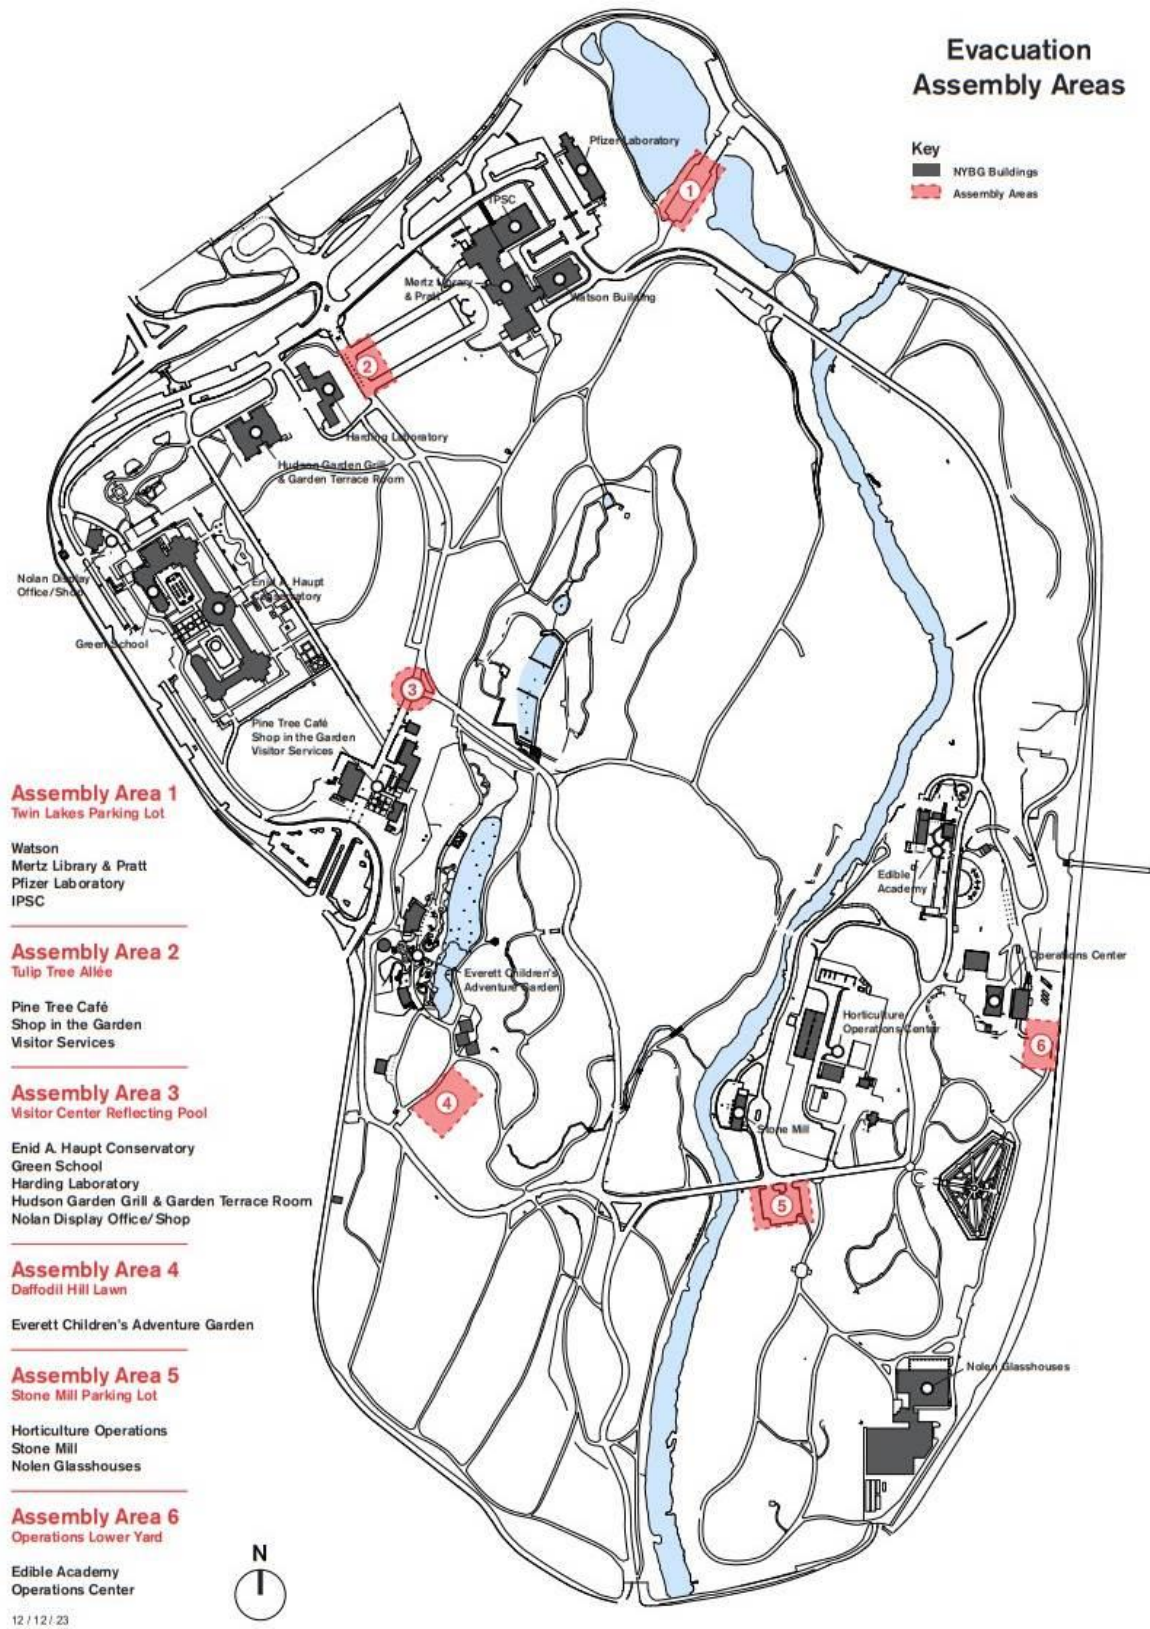 Evacuation
Assembly Areas
Key
NYBG Buildings
Assembly Areas
Pfizer Laboratory
1
IPSC
Mertz Library
& Pratt
Watson Building
2
Harding Laboratory
Hudson Garden Grill
& Garden Terrace Room
Nolan Display
Office/Shop
Enid A. Haupt
Conservatory
Green School
3
Pine Tree Café
Shop in the Garden
Visitor Services
Edible
Academy
Everett Children's
Adventure Garden
Operations Center
Horticulture
Operations Center
6
4
Stone Mill
5
Nolen Glasshouses
Assembly Area 1
Twin Lakes Parking Lot
Watson
Mertz Library & Pratt
Pfizer Laboratory
IPSC
Assembly Area 2
Tulip Tree Allée
Pine Tree Café
Shop in the Garden
Visitor Services
Assembly Area 3
Visitor Center Reflecting Pool
Enid A. Haupt Conservatory
Green School
Harding Laboratory
Hudson Garden Grill & Garden Terrace Room
Nolan Display Office/Shop
Assembly Area 4
Daffodil Hill Lawn
Everett Children's Adventure Garden
Assembly Area 5
Stone Mill Parking Lot
Horticulture Operations
Stone Mill
Nolen Glasshouses
Assembly Area 6
Operations Lower Yard
Edible Academy
Operations Center
12 / 12 / 23
N